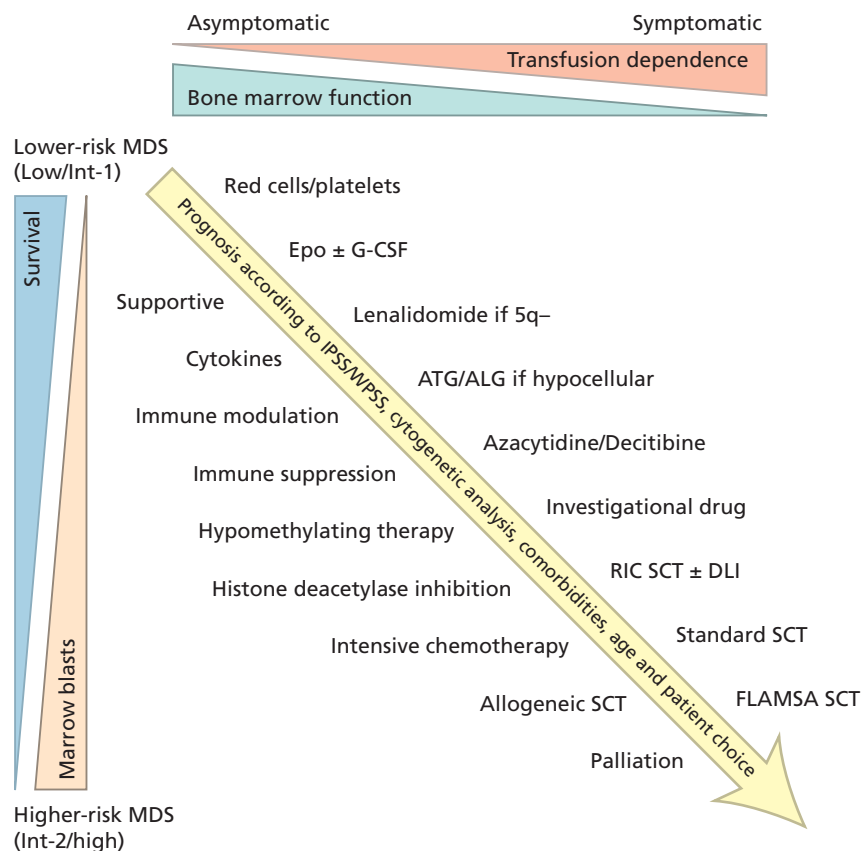 Asymptomatic
Symptomatic
Transfusion dependence
Bone marrow function
Lower-risk MDS
(Low/Int-1)
Survival
Marrow blasts
Higher-risk MDS
(Int-2/high)
Prognosis according to IPSS/WPSS, cytogenetic analysis, comorbidities, age and patient choice
Red cells/platelets
Epo ± G-CSF
Lenalidomide if 5q–
ATG/ALG if hypocellular
Azacytidine/Decitibine
Investigational drug
RIC SCT ± DLI
Standard SCT
FLAMSA SCT
Supportive
Cytokines
Immune modulation
Immune suppression
Hypomethylating therapy
Histone deacetylase inhibition
Intensive chemotherapy
Allogeneic SCT
Palliation